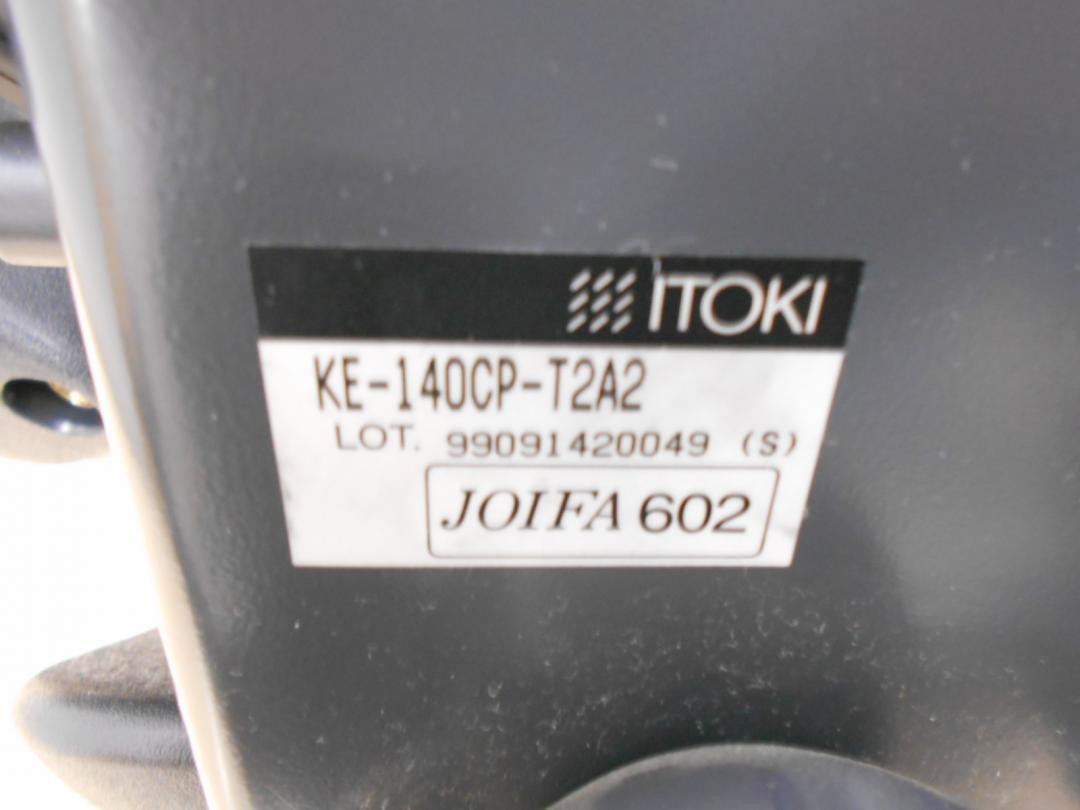 ITOKI
KE-140CP-T2A2
LOT. 99091420049 (S)
JOIFA 602